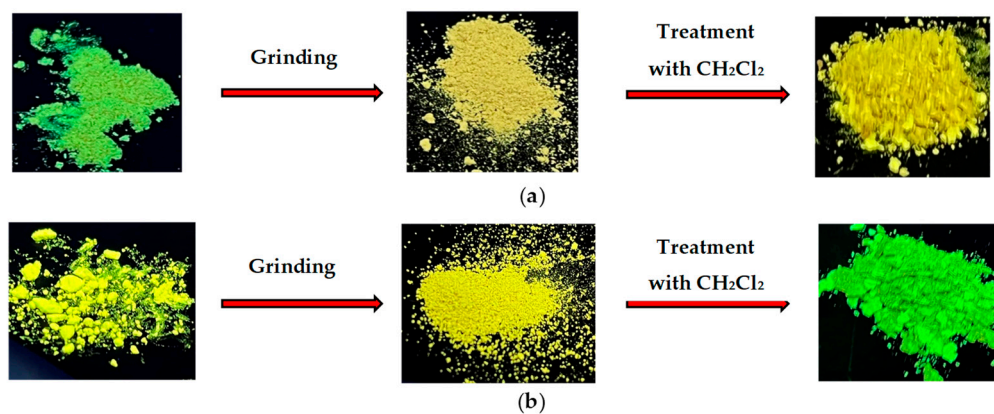 Grinding
Treatment
with CH₂Cl₂
(a)
Grinding
Treatment
with CH₂Cl₂
(b)